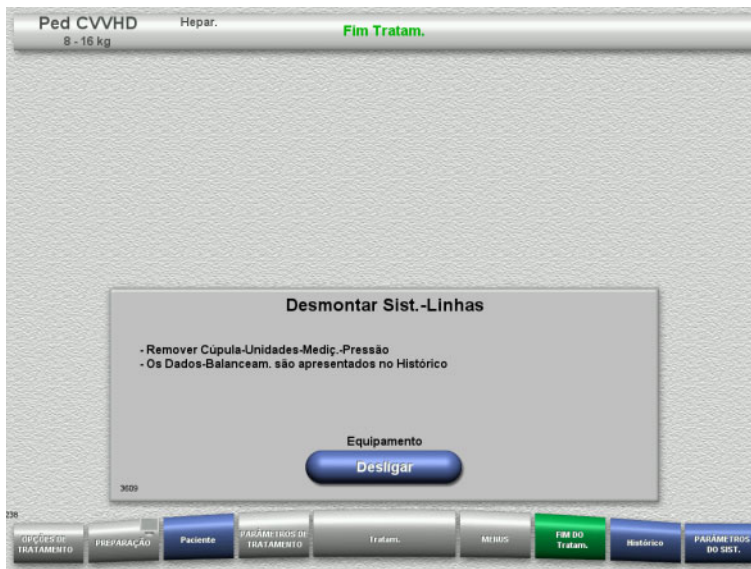 Ped CVVHD
Hepar.
Fim Tratam.
8 - 16 kg
Desmontar Sist.-Linhas
- Remover Cúpula-Unidades-Mediç.-Pressão
- Os Dados-Balanceam. são apresentados no Histórico
Equipamento
Desligar
3609
238
OPÇÕES DE
TRATAMENTO
PREPARAÇÃO
Paciente
PARÂMETROS DE
TRATAMENTO
Tratam.
MENUS
FIM DO
Tratam.
Histórico
PARÂMETROS
DO SIST.